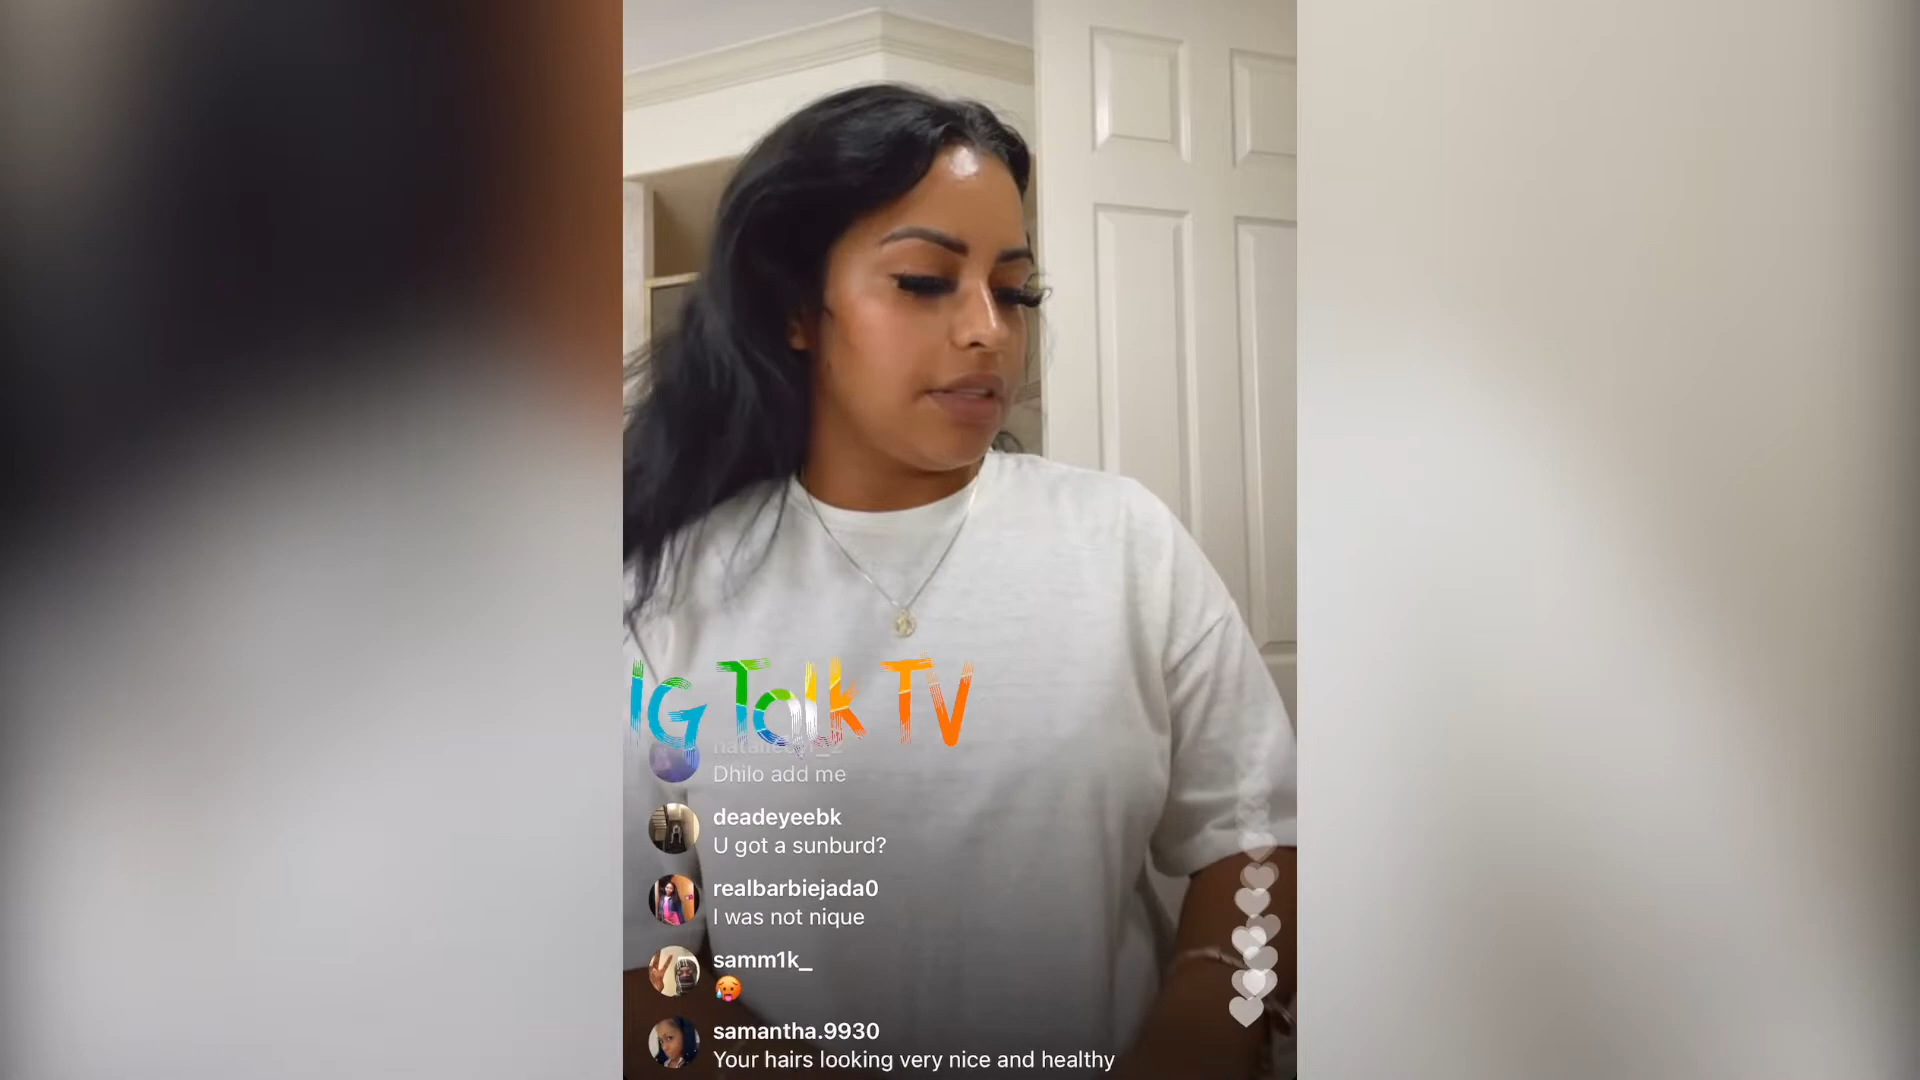 IG Talk TV
Dhilo add me
deadeyeebk
U got a sunburd?
realbarbiejada0
I was not nique
samm1k_
🥵
samantha.9930
Your hairs looking very nice and healthy